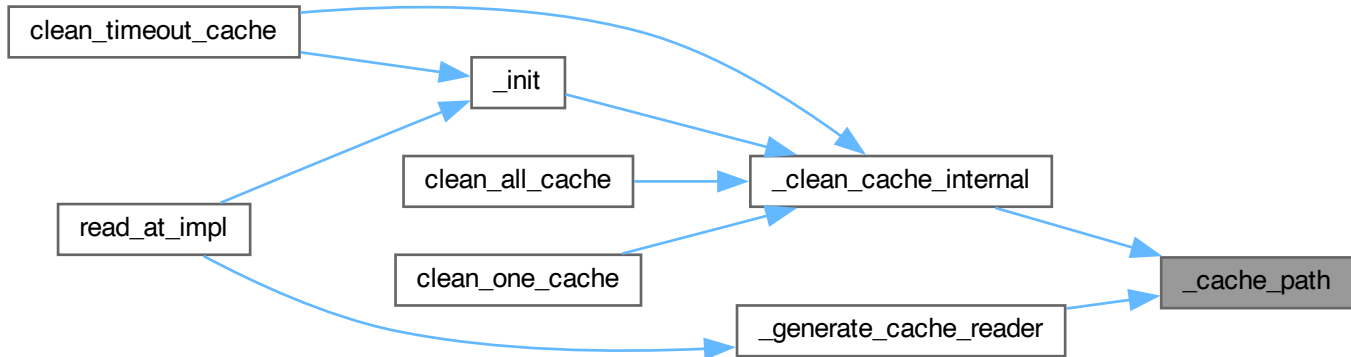 clean_timeout_cache
_init
clean_all_cache
_clean_cache_internal
read_at_impl
clean_one_cache
_cache_path
_generate_cache_reader